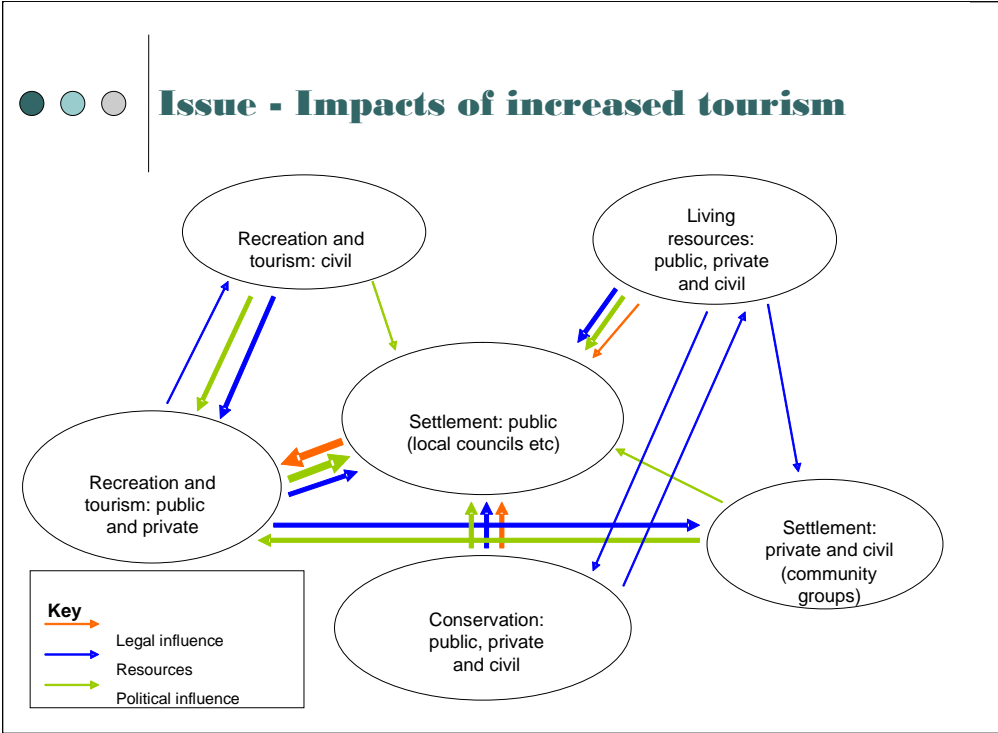 Issue - Impacts of increased tourism
Recreation and
tourism: civil
Living
resources:
public, private
and civil
Settlement: public
(local councils etc)
Recreation and
tourism: public
and private
Settlement:
private and civil
(community
groups)
Conservation:
public, private
and civil
Key
Legal influence
Resources
Political influence